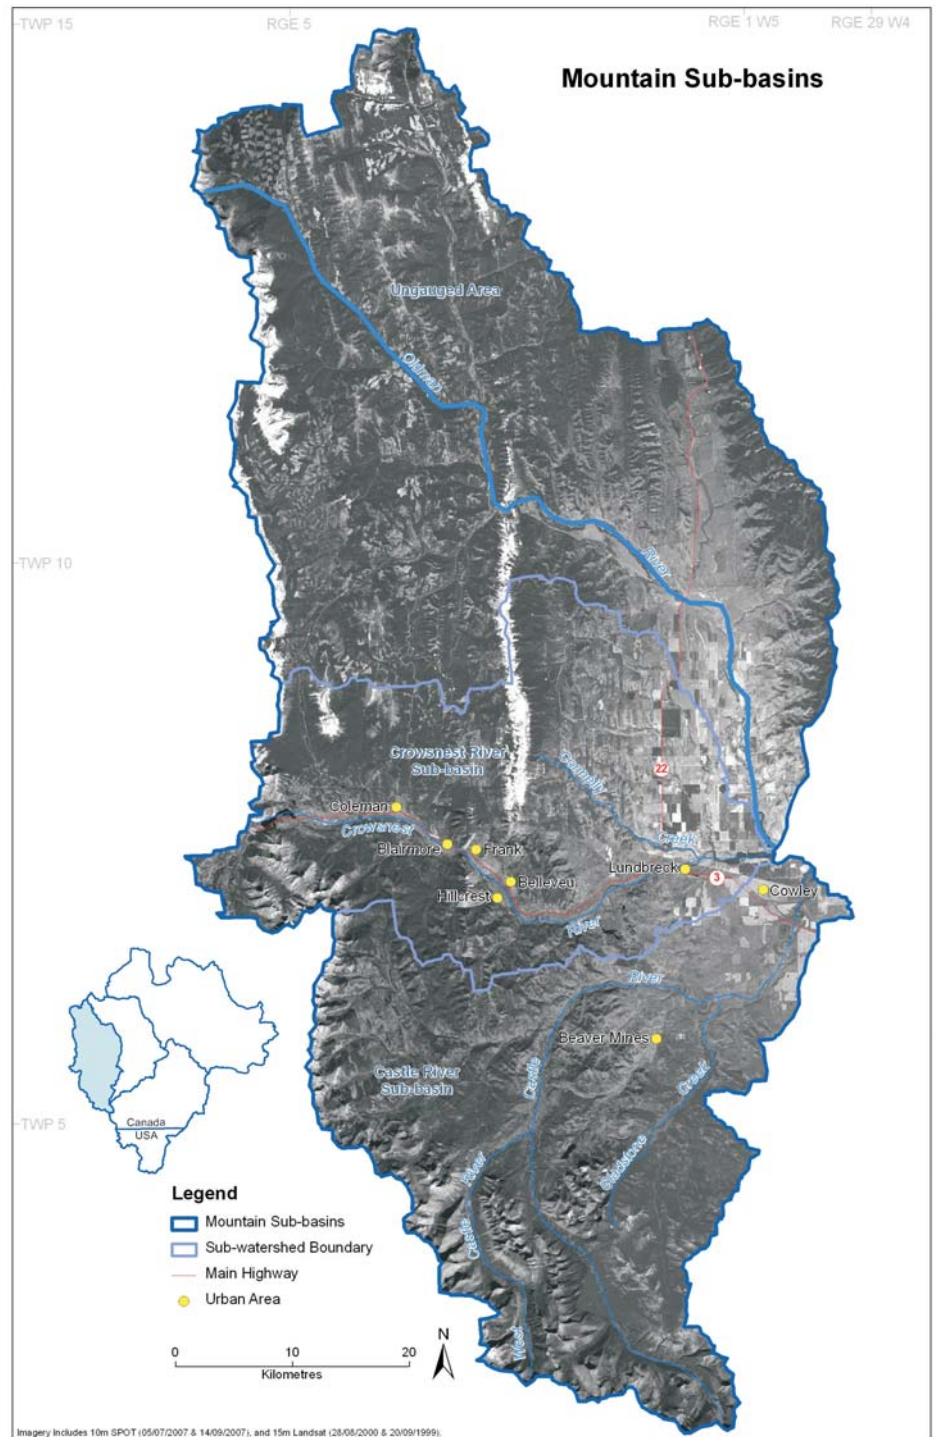 TWP 15
RGE 5
RGE 1 W5
RGE 29 W4
Mountain Sub-basins
Ungauged Area
Oldman
TWP 10
River
Crowsnest River
Sub-basin
Connolly
22
Coleman
Crowsnest
Blairmore
Frank
Creek
Lundbreck
3
Belleveu
Cowley
Hillcrest
River
River
Beaver Mines
Castle River
Sub-basin
Castle
Creek
TWP 5
Canada
USA
Gladstone
River
Castle
West
Legend
Mountain Sub-basins
Sub-watershed Boundary
Main Highway
Urban Area
N
0 10 20
Kilometres
Imagery includes 10m SPOT (05/07/2007 & 14/09/2007), and 15m Landsat (28/08/2000 & 20/09/1999).